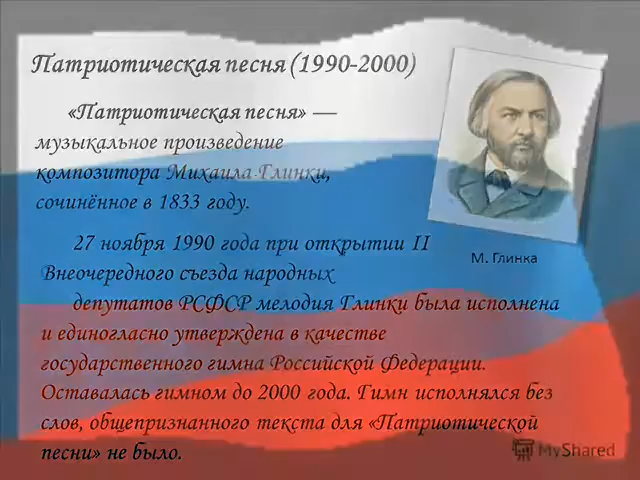 Патриотическая песня (1990-2000)
«Патриотическая песня» —
музыкальное произведение
композитора Михаила Глинки,
сочинённое в 1833 году.
27 ноября 1990 года при открытии II
Внеочередного съезда народных
депутатов РСФСР мелодия Глинки была исполнена
и единогласно утверждена в качестве
государственного гимна Российской Федерации.
Оставалась гимном до 2000 года. Гимн исполнялся без
слов, общепризнанного текста для «Патриотической
песни» не было.
М. Глинка
MyShared